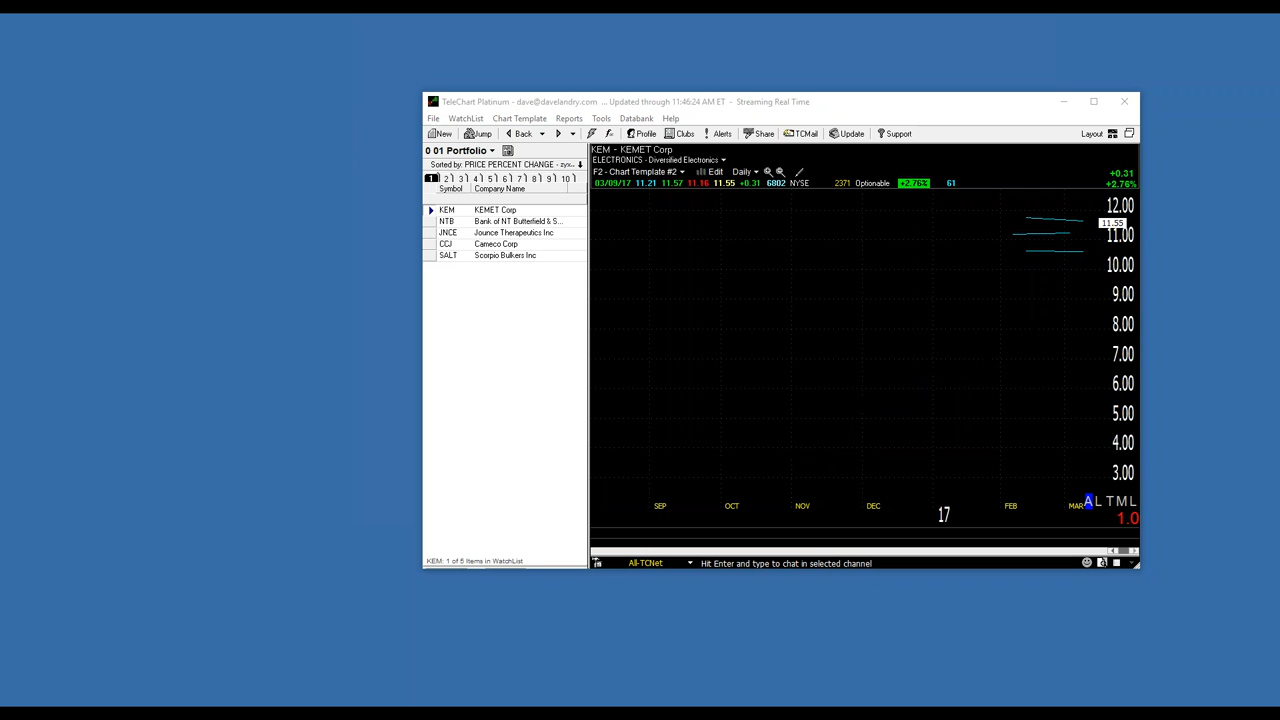 TeleChart Platinum - dave@davelandry.com ... Updated through 11:46:24 AM ET - Streaming Real Time
File WatchList Chart Template Reports Tools Databank Help
New Jump Back Profile Clubs Alerts Share TCMail Update Support Layout
0 01 Portfolio
Sorted by: PRICE PERCENT CHANGE - zyx..
1 2 3 4 5 6 7 8 9 10
Symbol Company Name
KEM KEMET Corp
NTB Bank of NT Butterfield & S...
JNCE Jounce Therapeutics Inc
CCJ Cameco Corp
SALT Scorpio Bulkers Inc
KEM: 1 of 5 Items in WatchList
KEM - KEMET Corp
ELECTRONICS - Diversified Electronics
F2 - Chart Template #2 Edit Daily
+0.31
03/09/17 11.21 11.57 11.16 11.55 +0.31 6802 NYSE 2371 Optionable +2.76% 61
+2.76%
12.00
11.55
11.00
10.00
9.00
8.00
7.00
6.00
5.00
4.00
3.00
SEP OCT NOV DEC 17 FEB MAR
A L T M L
1.0
All-TCNet Hit Enter and type to chat in selected channel